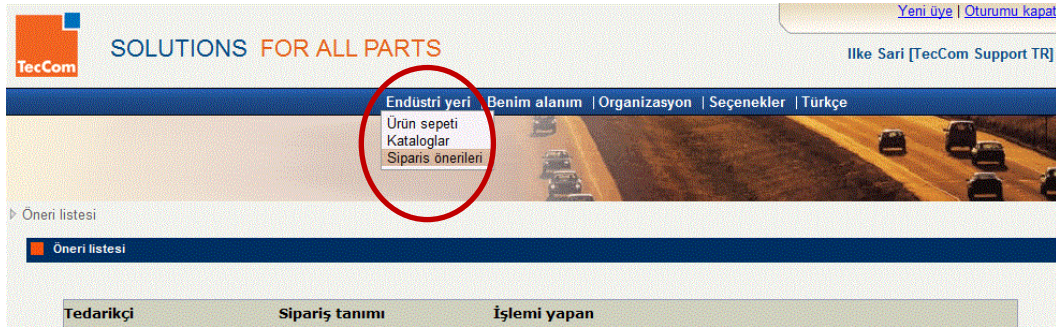 Yeni üye | Oturumu kapat
TecCom
SOLUTIONS FOR ALL PARTS
Ilke Sari [TecCom Support TR]
Endüstri yeri | Benim alanım | Organizasyon | Seçenekler | Türkçe
Ürün sepeti
Kataloglar
Siparis önerileri
Öneri listesi
Öneri listesi
Tedarikçi Sipariş tanımı İşlemi yapan